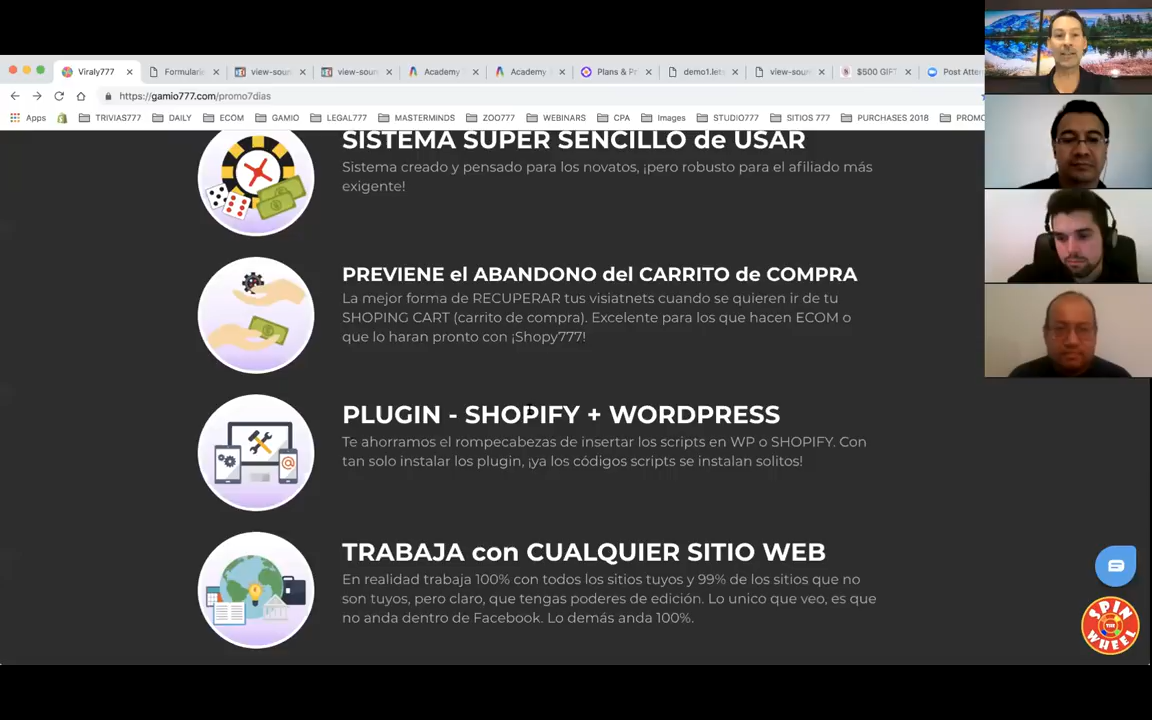 Viraly777
Formulari
view-sour
view-sour
Academy
Academy
Plans & Pr
demo1.let
view-sour
$500 GIFT
Post Atten
https://gamio777.com/promo7dias
Apps
TRIVIAS777
DAILY
ECOM
GAMIO
LEGAL777
MASTERMINDS
ZOO777
WEBINARS
CPA
Images
STUDIO777
SITIOS 777
PURCHASES 2018
PROMO
SISTEMA SUPER SENCILLO de USAR
Sistema creado y pensado para los novatos, ¡pero robusto para el afiliado más
exigente!
PREVIENE el ABANDONO del CARRITO de COMPRA
La mejor forma de RECUPERAR tus visiatnets cuando se quieren ir de tu
SHOPING CART (carrito de compra). Excelente para los que hacen ECOM o
que lo haran pronto con ¡Shopy777!
PLUGIN - SHOPIFY + WORDPRESS
Te ahorramos el rompecabezas de insertar los scripts en WP o SHOPIFY. Con
tan solo instalar los plugin, ¡ya los códigos scripts se instalan solitos!
TRABAJA con CUALQUIER SITIO WEB
En realidad trabaja 100% con todos los sitios tuyos y 99% de los sitios que no
son tuyos, pero claro, que tengas poderes de edición. Lo unico que veo, es que
no anda dentro de Facebook. Lo demás anda 100%.
SPIN
THE
WHEEL